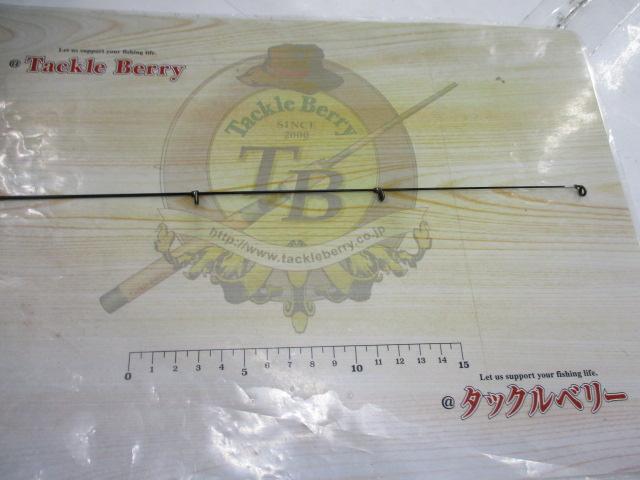 Let us support your fishing life.
@ Tackle Berry
Tackle Berry
SINCE
2000
TB
http://www.tackleberry.co.jp
0 1 2 3 4 5 6 7 8 9 10 11 12 13 14 15
Let us support your fishing life.
@ タックルベリー